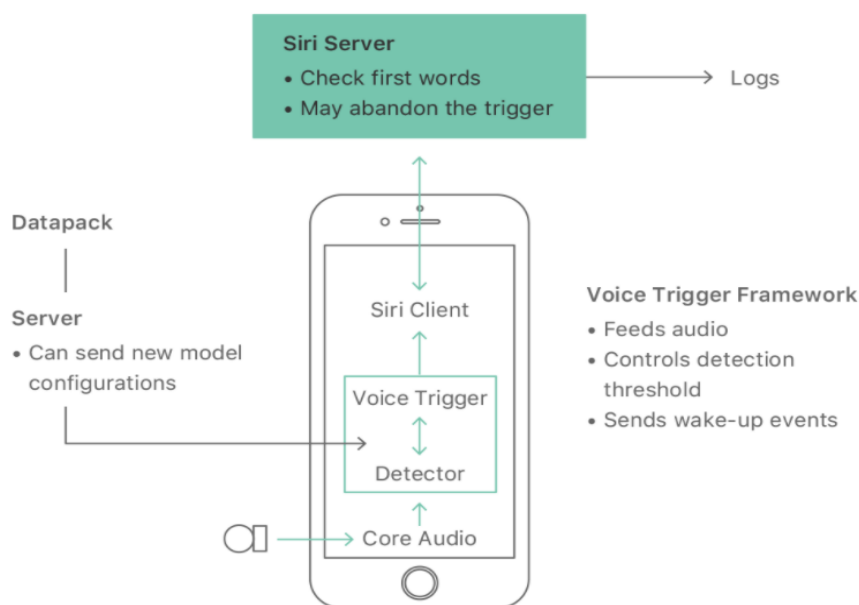 Siri Server
• Check first words
• May abandon the trigger
Logs
Datapack
Server
• Can send new model
configurations
Siri Client
Voice Trigger
Detector
Core Audio
Voice Trigger Framework
• Feeds audio
• Controls detection
threshold
• Sends wake-up events